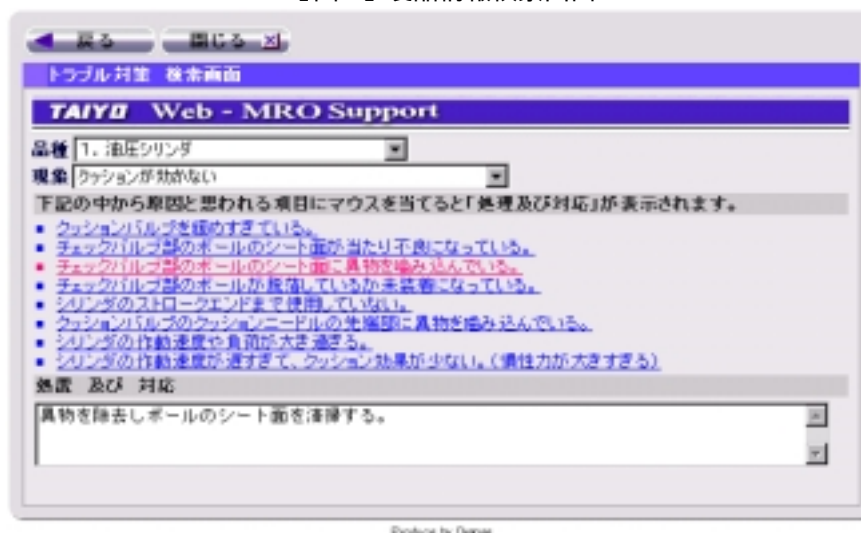 戻る 閉じる
トラブル対策 検索画面
TAIYO Web - MRO Support
品種 1. 油圧シリンダ
現象 クッションが効かない
下記の中から原因と思われる項目にマウスを当てると「処理及び対応」が表示されます。
クッションバルブを緩めすぎている。
チェックバルブ部のボールのシート面が当たり不良になっている。
チェックバルブ部のボールのシート面に異物を噛み込んでいる。
チェックバルブ部のボールが脱落しているか未装着になっている。
シリンダのストロークエンドまで使用していない。
クッションバルブのクッションニードルの先端部に異物を噛み込んでいる。
シリンダの作動速度や負荷が大き過ぎる。
シリンダの作動速度が遅すぎて、クッション効果が少ない。(慣性力が大きすぎる)
処置 及び 対応
異物を除去しボールのシート面を清掃する。